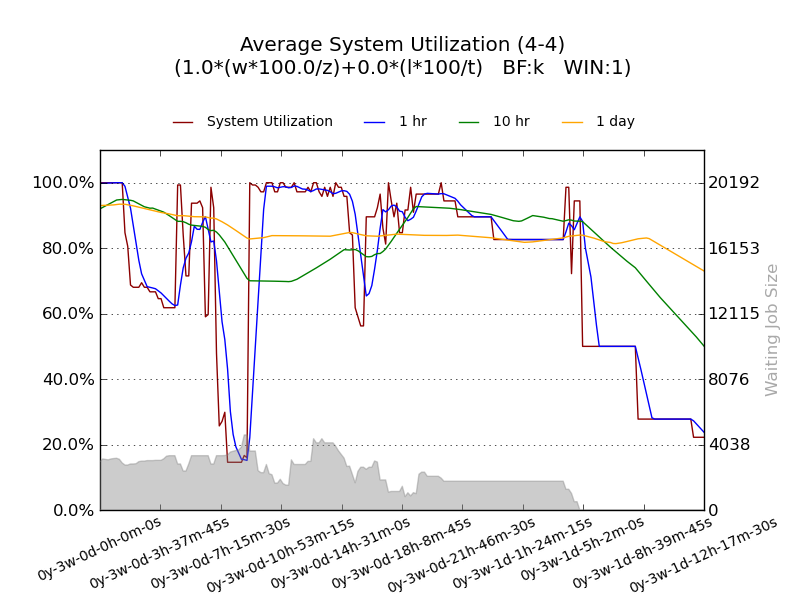 Average System Utilization (4-4)
(1.0*(w*100.0/z)+0.0*(l*100/t)   BF:k   WIN:1)
System Utilization   1 hr   10 hr   1 day
100.0%   20192
80.0%   16153
60.0%   12115
40.0%   8076
20.0%   4038
0.0%   0
Waiting Job Size
0y-3w-0d-0h-0m-0s
0y-3w-0d-3h-37m-45s
0y-3w-0d-7h-15m-30s
0y-3w-0d-10h-53m-15s
0y-3w-0d-14h-31m-0s
0y-3w-0d-18h-8m-45s
0y-3w-0d-21h-46m-30s
0y-3w-1d-1h-24m-15s
0y-3w-1d-5h-2m-0s
0y-3w-1d-8h-39m-45s
0y-3w-1d-12h-17m-30s